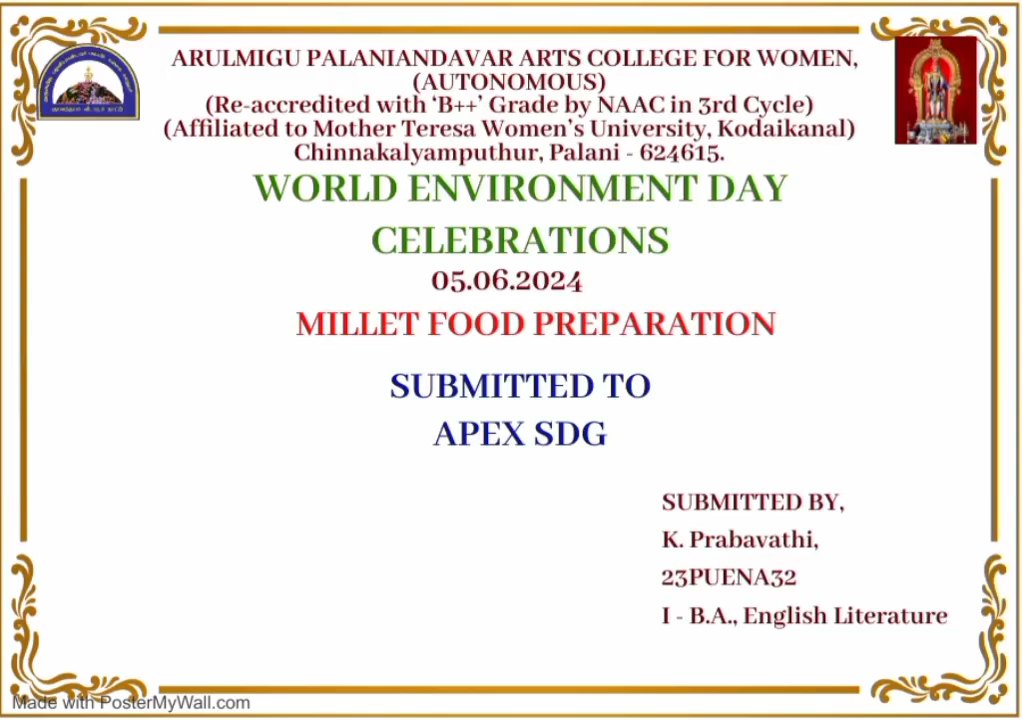 ARULMIGU PALANIANDAVAR ARTS COLLEGE FOR WOMEN,
(AUTONOMOUS)
(Re-accredited with ‘B++’ Grade by NAAC in 3rd Cycle)
(Affiliated to Mother Teresa Women’s University, Kodaikanal)
Chinnakalyamputhur, Palani - 624615.
WORLD ENVIRONMENT DAY
CELEBRATIONS
05.06.2024
MILLET FOOD PREPARATION
SUBMITTED TO
APEX SDG
SUBMITTED BY,
K. Prabavathi,
23PUENA32
I - B.A., English Literature
Made with PosterMyWall.com